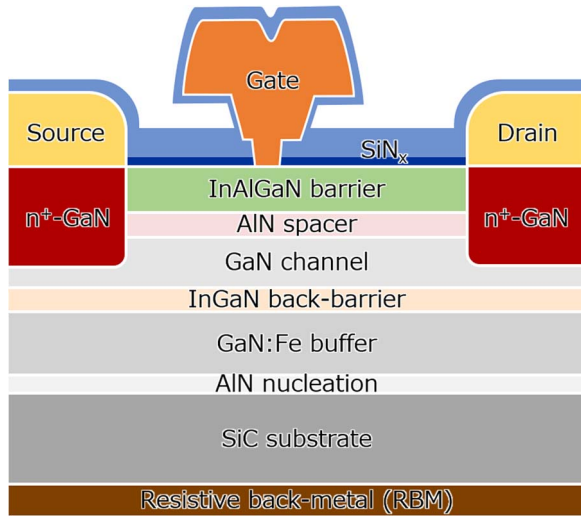 Gate
Source
Drain
SiNₓ
InAlGaN barrier
n⁺-GaN
n⁺-GaN
AlN spacer
GaN channel
InGaN back-barrier
GaN:Fe buffer
AlN nucleation
SiC substrate
Resistive back-metal (RBM)